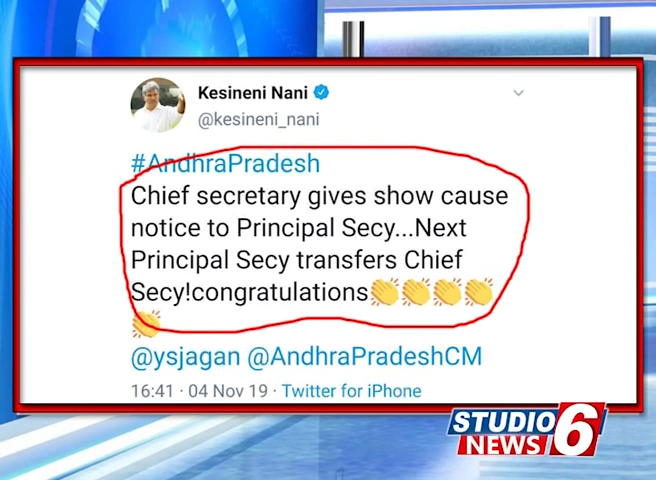 Kesineni Nani
@kesineni_nani
#AndhraPradesh
Chief secretary gives show cause
notice to Principal Secy...Next
Principal Secy transfers Chief
Secy!congratulations👏👏👏👏
👏
@ysjagan @AndhraPradeshCM
16:41 · 04 Nov 19 · Twitter for iPhone
STUDIO 6
NEWS